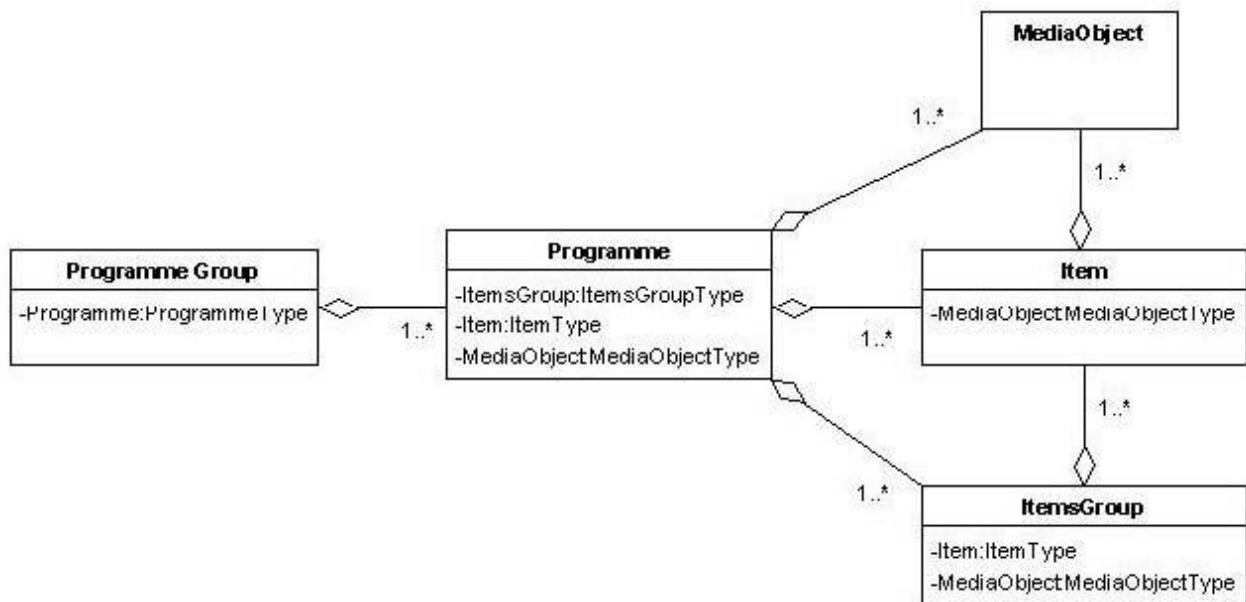 MediaObject
1..*
1..*
Programme Group
-Programme:ProgrammeType
1..*
Programme
-ItemsGroup:ItemsGroupType
-Item:ItemType
-MediaObject:MediaObjectType
1..*
Item
-MediaObject:MediaObjectType
1..*
1..*
ItemsGroup
-Item:ItemType
-MediaObject:MediaObjectType